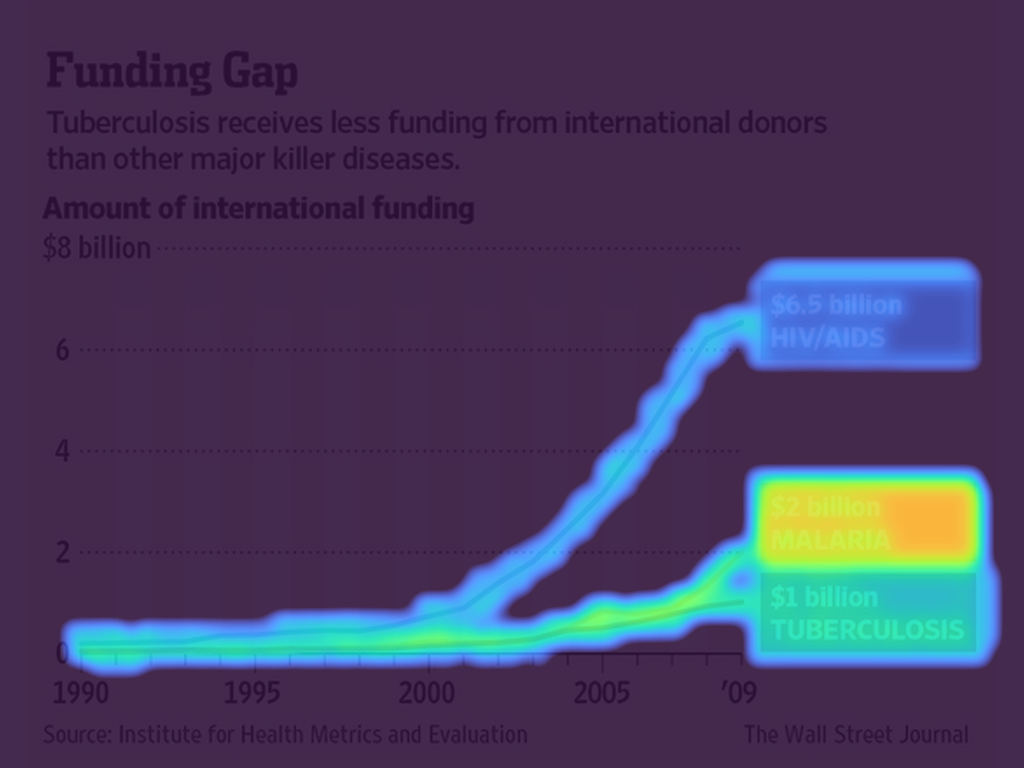 Funding Gap
Tuberculosis receives less funding from international donors
than other major killer diseases.
Amount of international funding
$8 billion
$6.5 billion
HIV/AIDS
6
4
$2 billion
MALARIA
2
$1 billion
TUBERCULOSIS
0
1990 1995 2000 2005 '09
Source: Institute for Health Metrics and Evaluation The Wall Street Journal